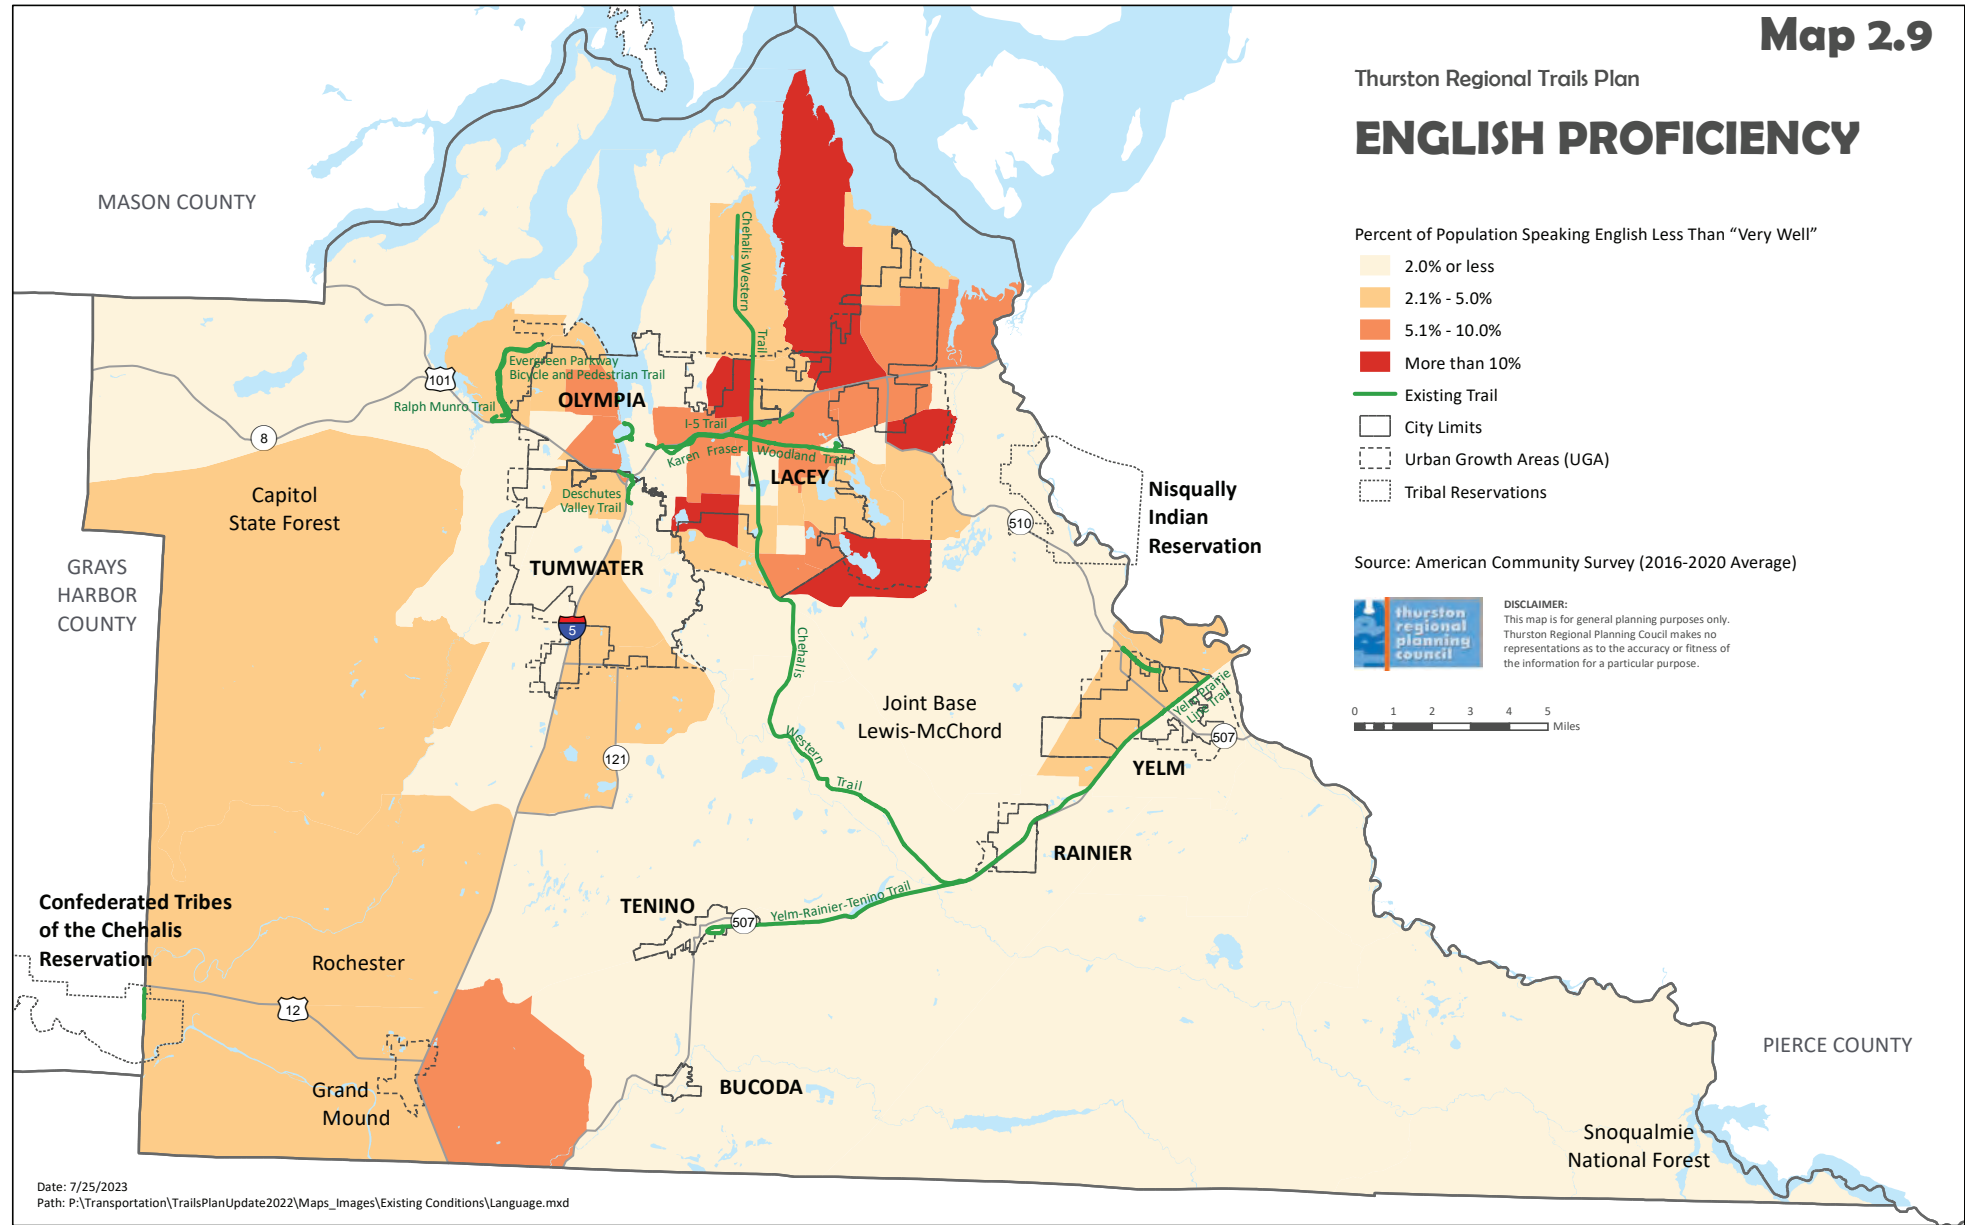 Map 2.9
Thurston Regional Trails Plan
ENGLISH PROFICIENCY
Percent of Population Speaking English Less Than “Very Well”
2.0% or less
2.1% - 5.0%
5.1% - 10.0%
More than 10%
Existing Trail
City Limits
Urban Growth Areas (UGA)
Tribal Reservations
Source: American Community Survey (2016-2020 Average)
thurston
regional
planning
council
DISCLAIMER:
This map is for general planning purposes only.
Thurston Regional Planning Coucil makes no
representations as to the accuracy or fitness of
the information for a particular purpose.
0 1 2 3 4 5
Miles
MASON COUNTY
GRAYS
HARBOR
COUNTY
PIERCE COUNTY
Chehalis Western
Trail
Evergreen Parkway
Bicycle and Pedestrian Trail
101
OLYMPIA
Ralph Munro Trail
8
I-5 Trail
Karen Fraser Woodland Trail
LACEY
Capitol
State Forest
Deschutes
Valley Trail
Nisqually
Indian
Reservation
510
TUMWATER
5
Chehalis
Western
Trail
Joint Base
Lewis-McChord
Yelm Prairie
Line Trail
507
121
YELM
RAINIER
TENINO
507
Yelm-Rainier-Tenino Trail
Confederated Tribes
of the Chehalis
Reservation
Rochester
12
Grand
Mound
BUCODA
Snoqualmie
National Forest
Date: 7/25/2023
Path: P:\Transportation\TrailsPlanUpdate2022\Maps_Images\Existing Conditions\Language.mxd